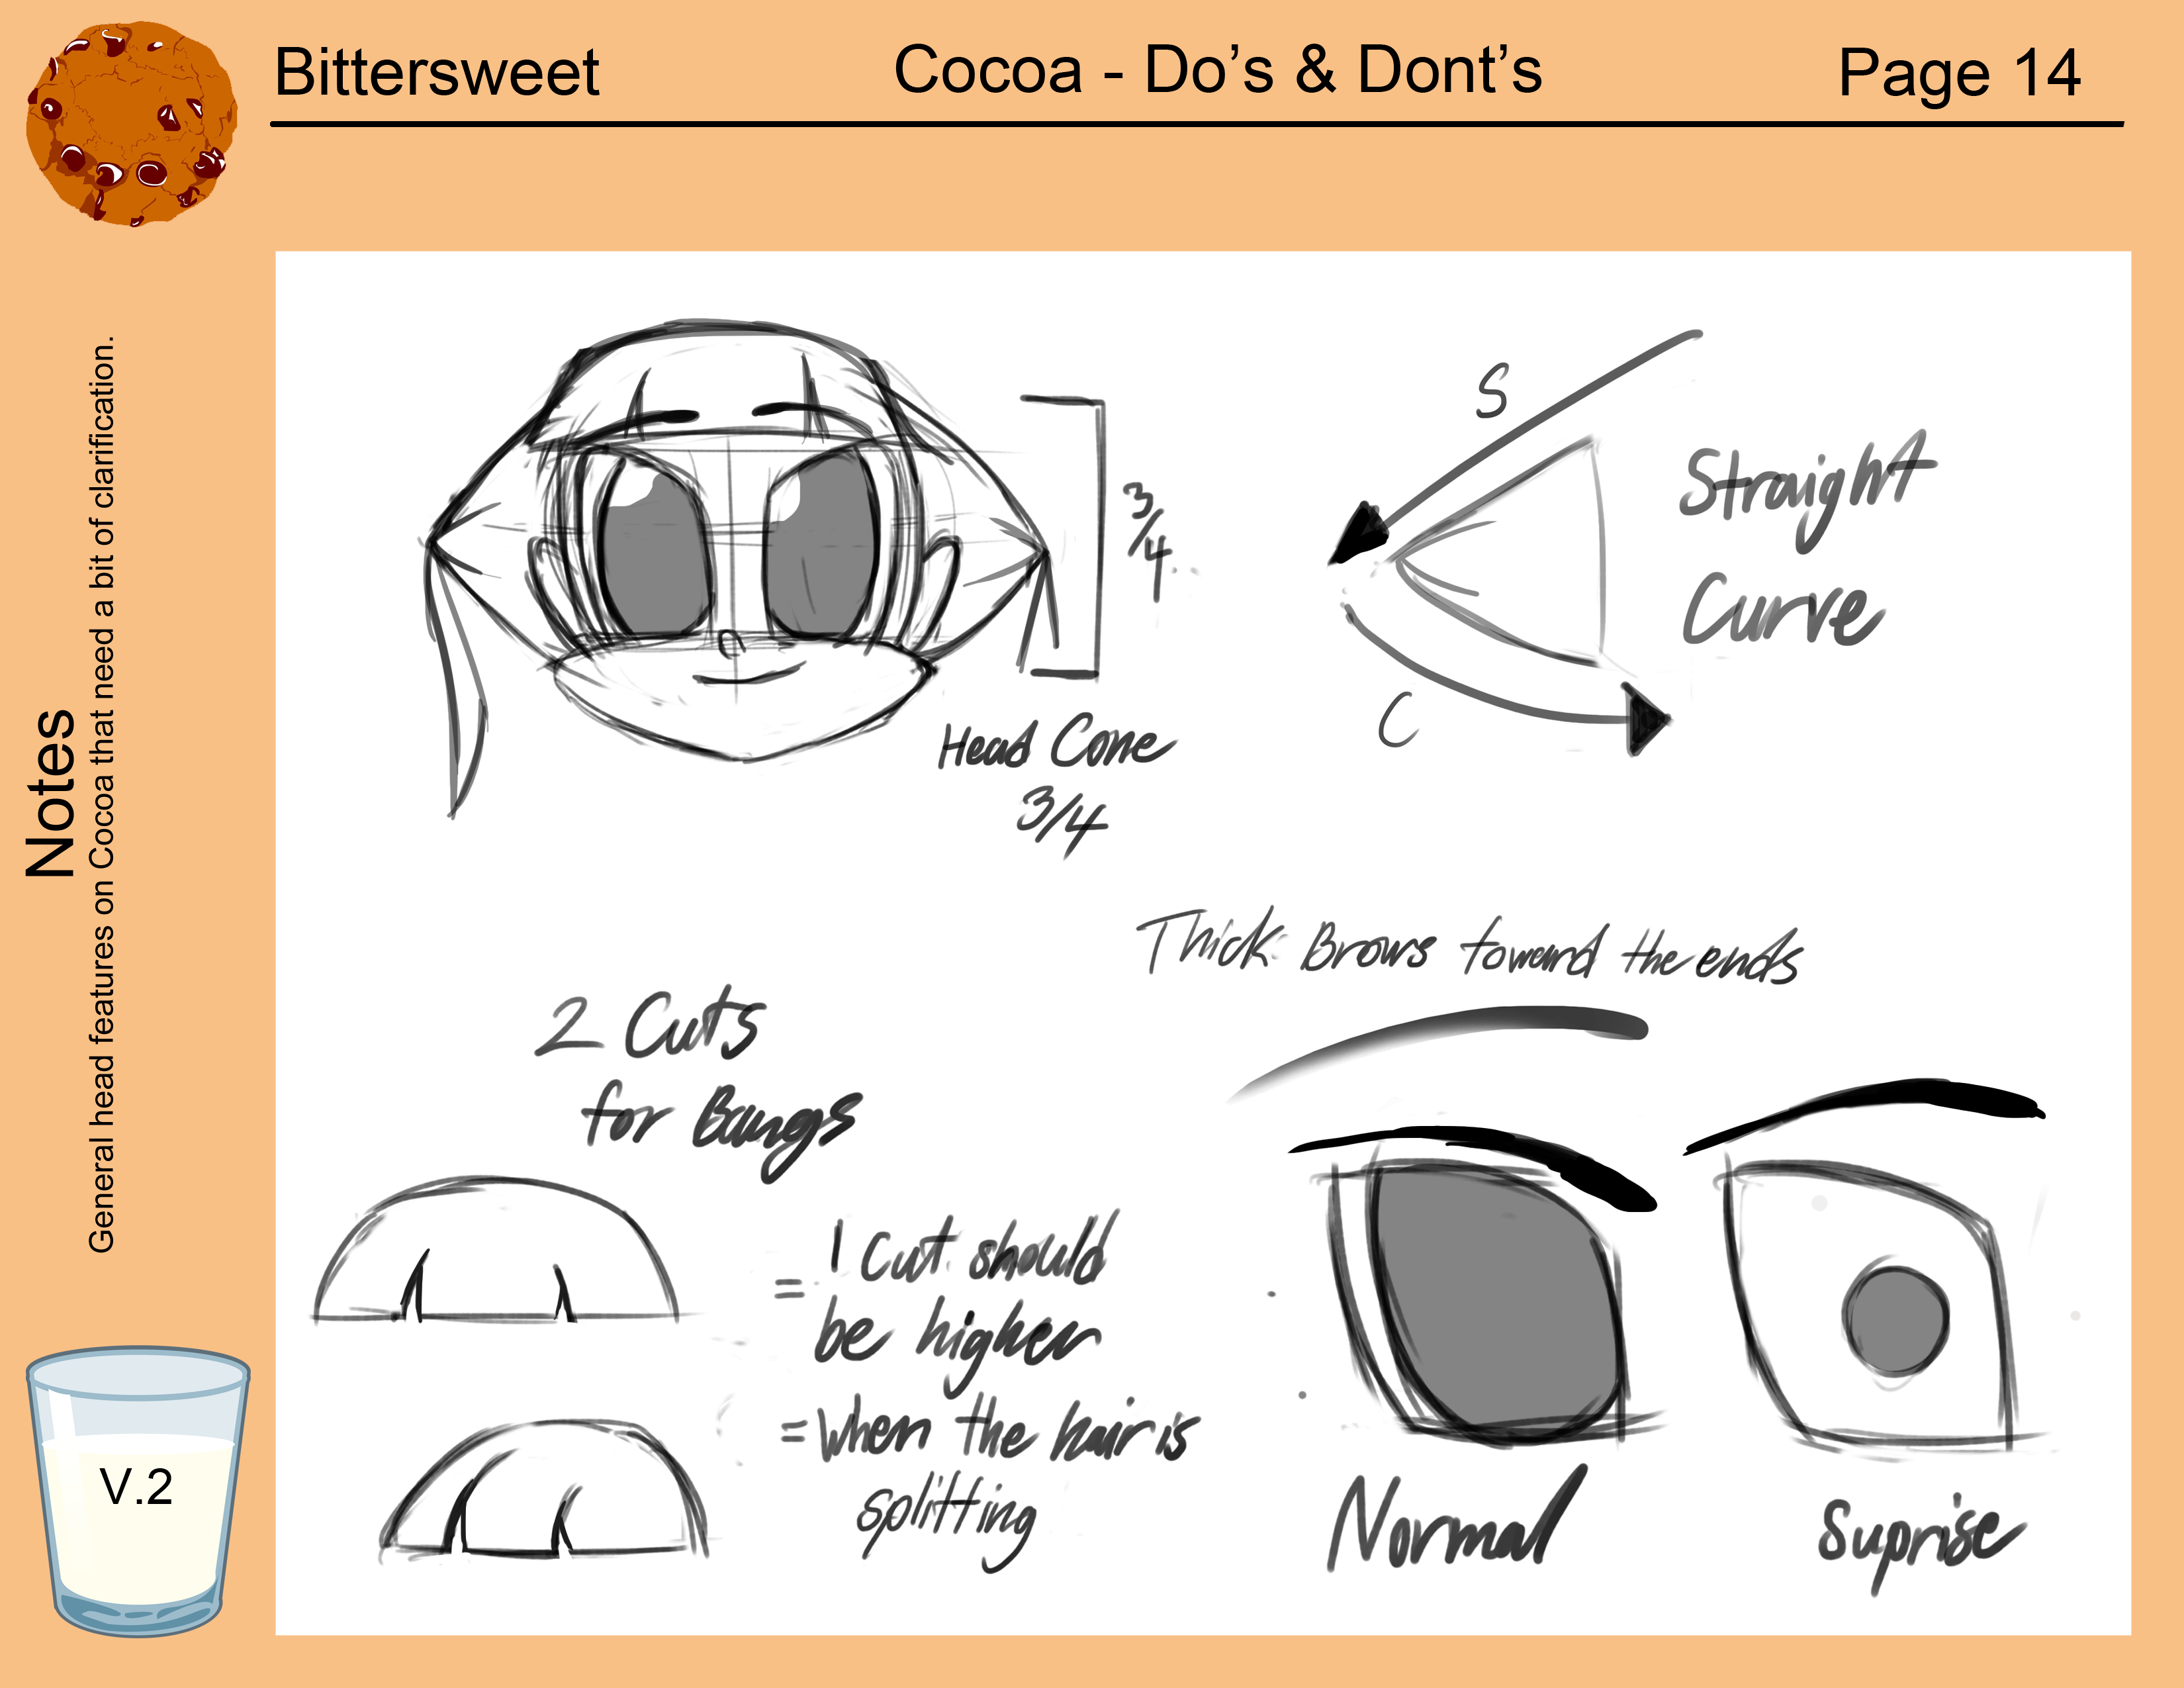 Bittersweet
Cocoa - Do's & Dont's
Page 14
Notes
General head features on Cocoa that need a bit of clarification.
3/4
Head Cone
3/4
S
Straight
Curve
C
Thick Brows toward the ends
2 Cuts
for Bangs
= 1 Cut should
be higher
= When the hair is
splitting
Normal
Suprise
V.2